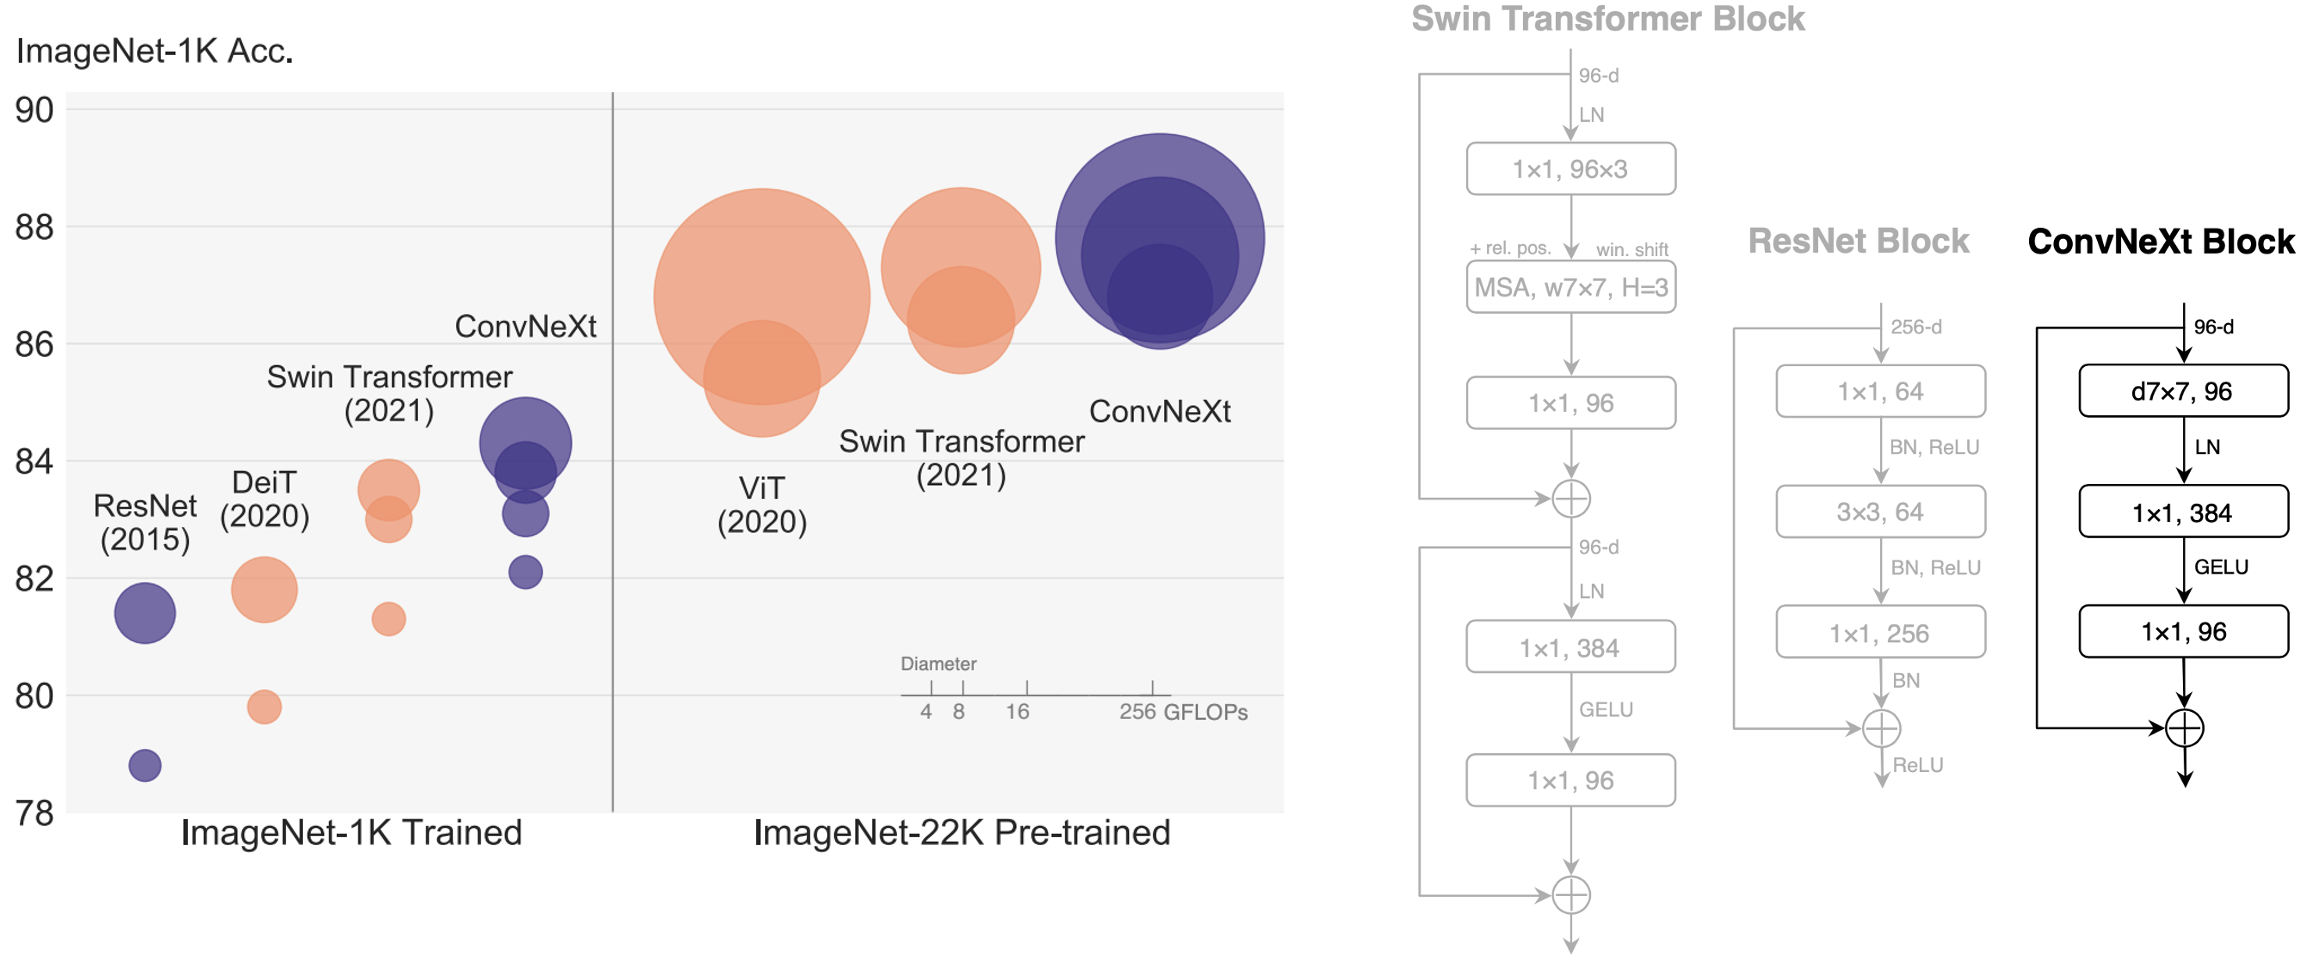 ImageNet-1K Acc.
90
88
86
84
82
80
78
ResNet
(2015)
DeiT
(2020)
Swin Transformer
(2021)
ConvNeXt
ViT
(2020)
Swin Transformer
(2021)
ConvNeXt
Diameter
4 8 16 256 GFLOPs
ImageNet-1K Trained
ImageNet-22K Pre-trained
Swin Transformer Block
96-d
LN
1×1, 96×3
+ rel. pos. win. shift
MSA, w7×7, H=3
1×1, 96
96-d
LN
1×1, 384
GELU
1×1, 96
ResNet Block
256-d
1×1, 64
BN, ReLU
3×3, 64
BN, ReLU
1×1, 256
BN
ReLU
ConvNeXt Block
96-d
d7×7, 96
LN
1×1, 384
GELU
1×1, 96